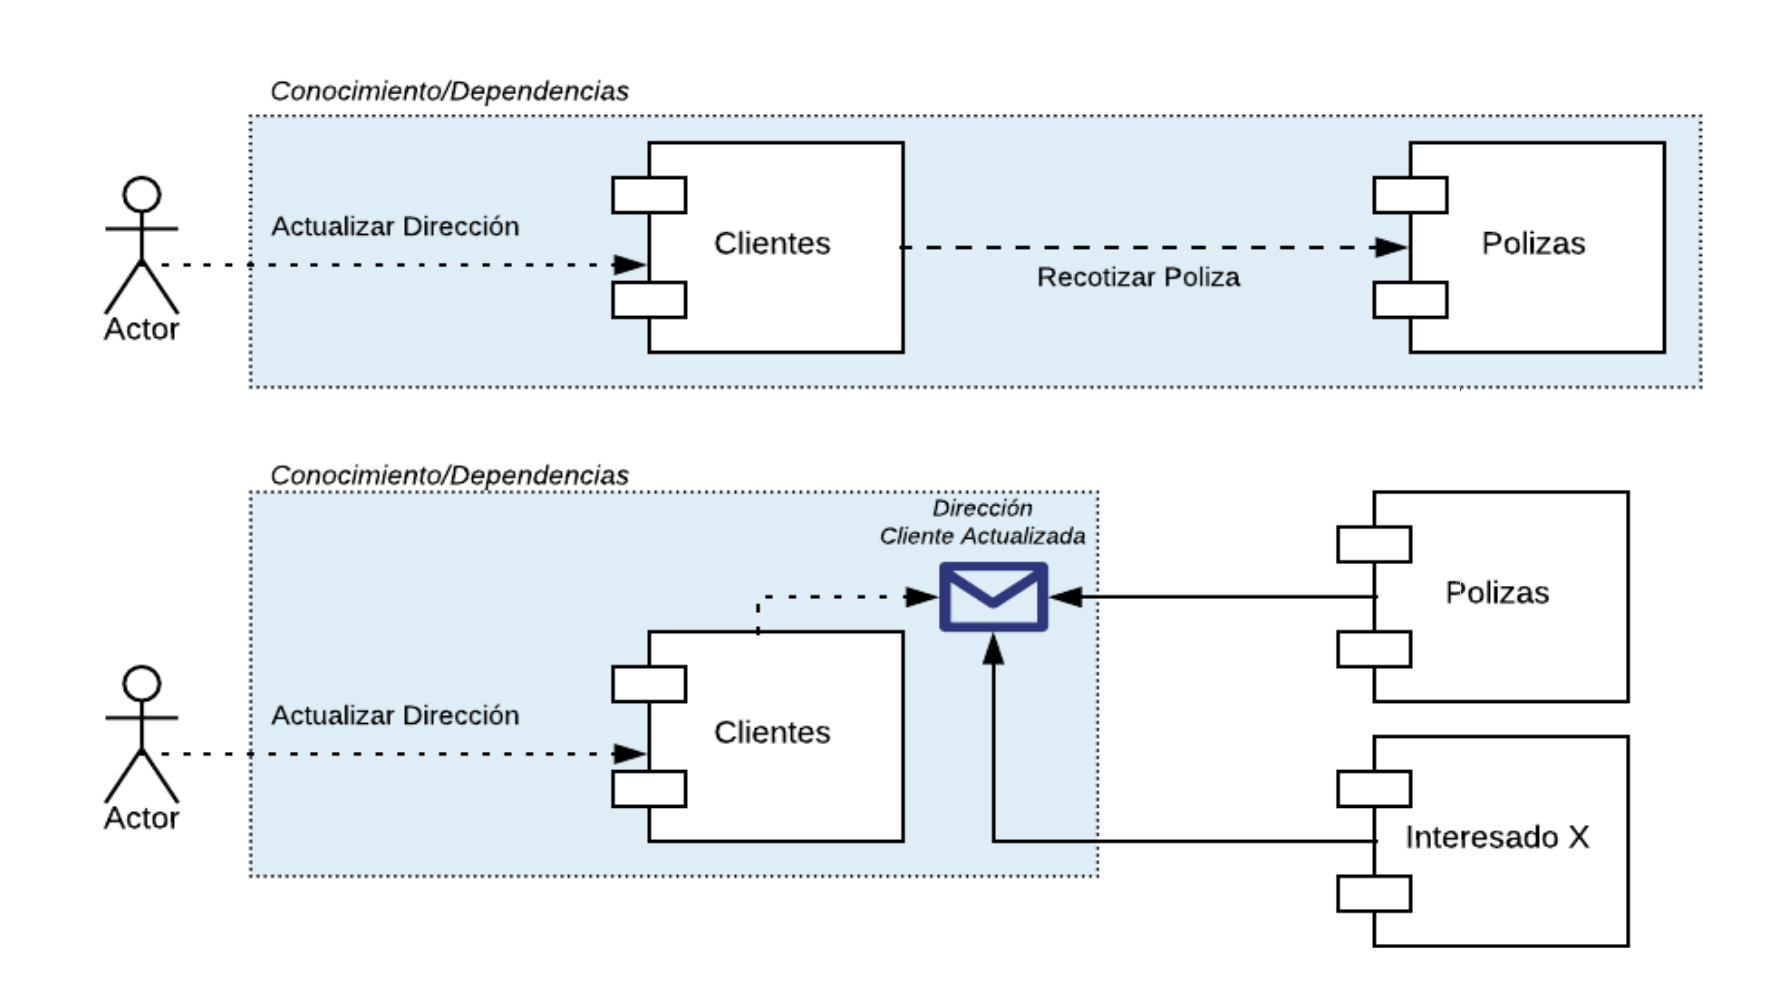 Conocimiento/Dependencias
Actualizar Dirección
Clientes
Polizas
Recotizar Poliza
Actor
Conocimiento/Dependencias
Dirección
Cliente Actualizada
Polizas
Actualizar Dirección
Clientes
Actor
Interesado X